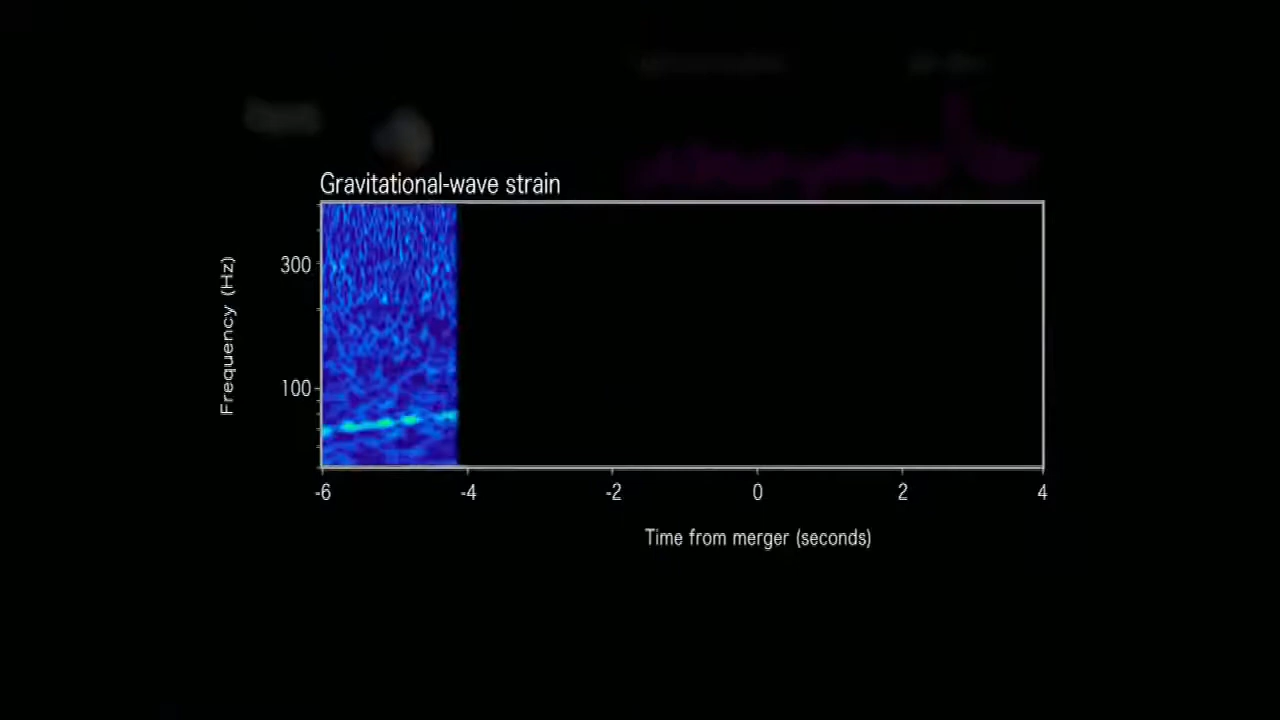 Gravitational-wave strain
Frequency (Hz)
300
100
-6 -4 -2 0 2 4
Time from merger (seconds)